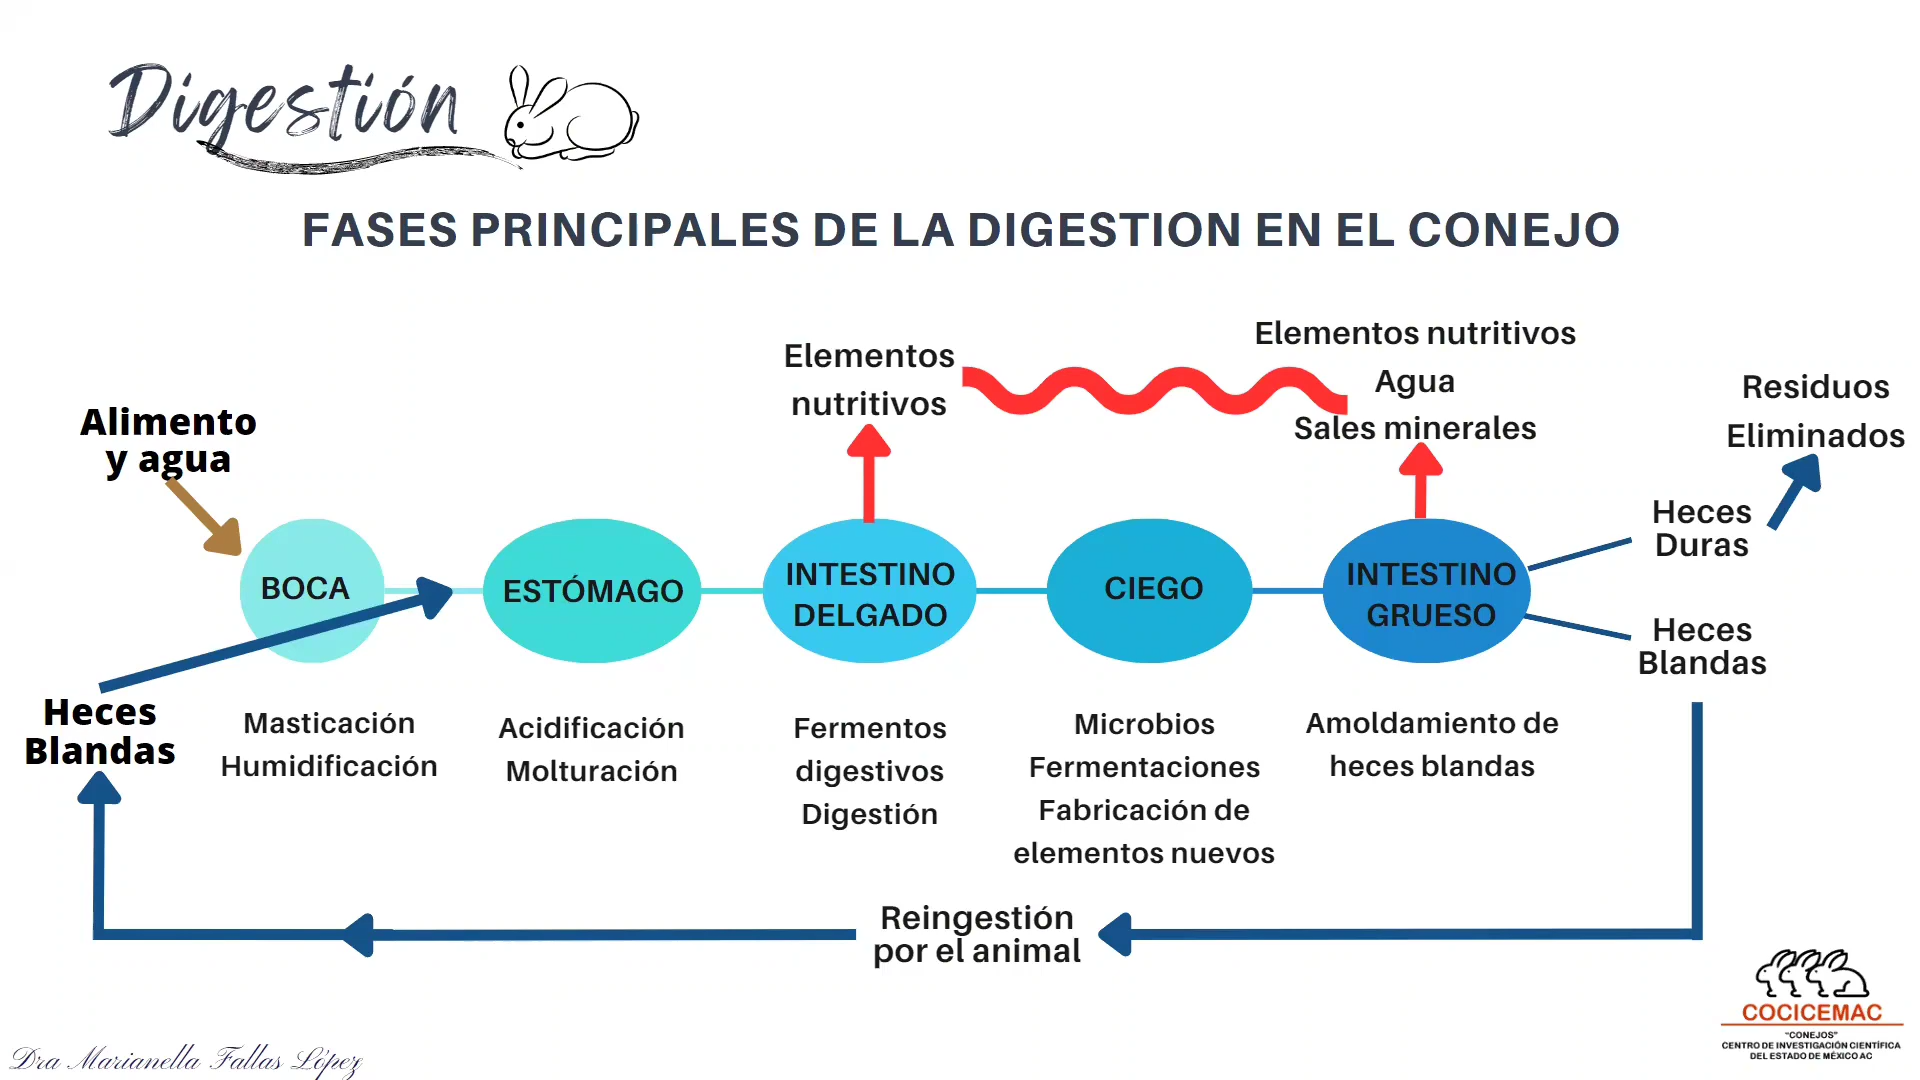 Digestión
FASES PRINCIPALES DE LA DIGESTION EN EL CONEJO
Alimento
y agua
Elementos
nutritivos
Elementos nutritivos
Agua
Sales minerales
Residuos
Eliminados
Heces
Duras
BOCA
ESTÓMAGO
INTESTINO
DELGADO
CIEGO
INTESTINO
GRUESO
Heces
Blandas
Heces
Blandas
Masticación
Humidificación
Acidificación
Molturación
Fermentos
digestivos
Digestión
Microbios
Fermentaciones
Fabricación de
elementos nuevos
Amoldamiento de
heces blandas
Reingestión
por el animal
COCICEMAC
"CONEJOS"
CENTRO DE INVESTIGACIÓN CIENTÍFICA
DEL ESTADO DE MÉXICO AC
Dra Marianella Fallas López